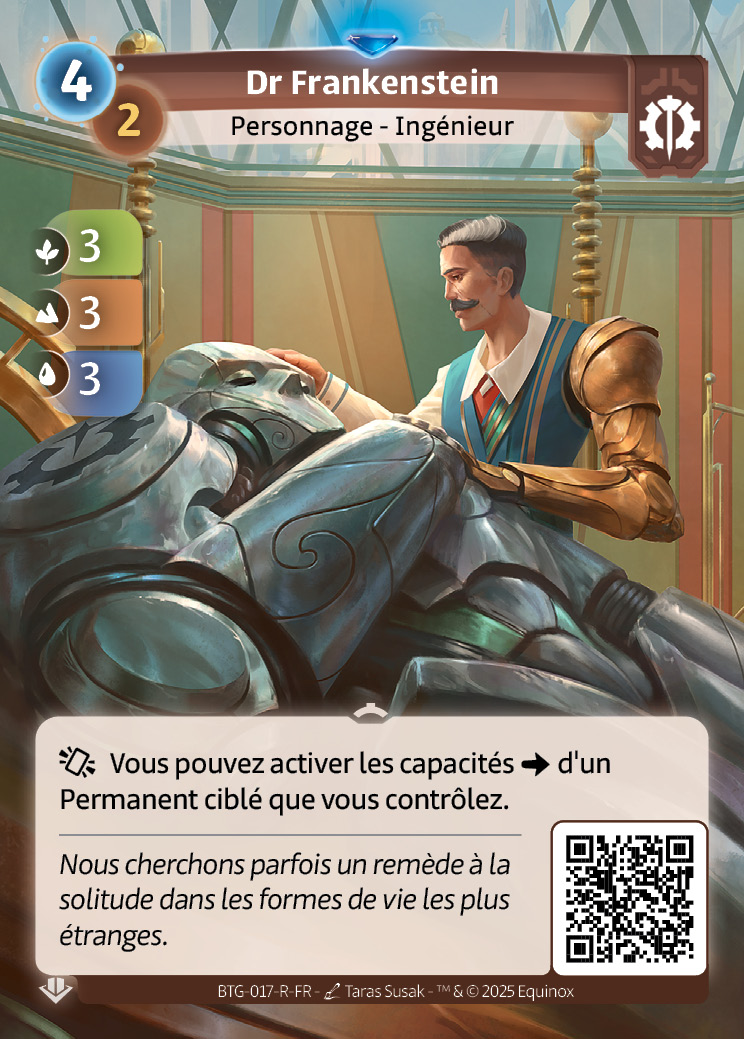 4
Dr Frankenstein
2
Personnage - Ingénieur
3
3
3
Vous pouvez activer les capacités d'un
Permanent ciblé que vous contrôlez.
Nous cherchons parfois un remède à la
solitude dans les formes de vie les plus
étranges.
BTG-017-R-FR - Taras Susak - ™ & © 2025 Equinox